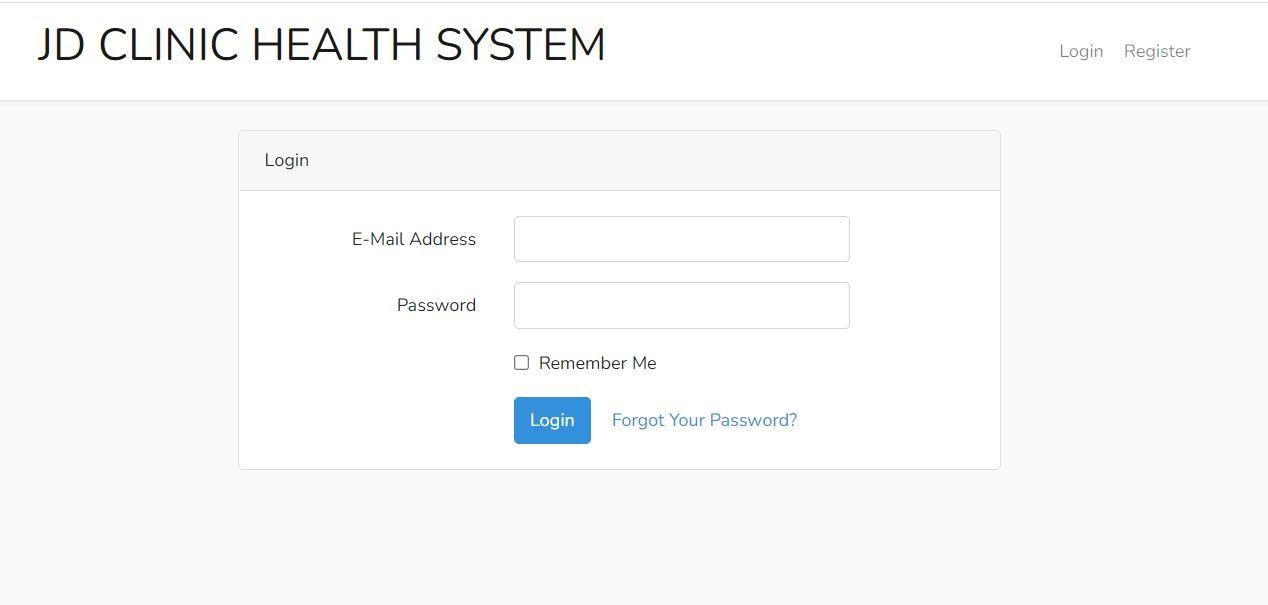 JD CLINIC HEALTH SYSTEM
Login Register
Login
E-Mail Address
Password
Remember Me
Login Forgot Your Password?